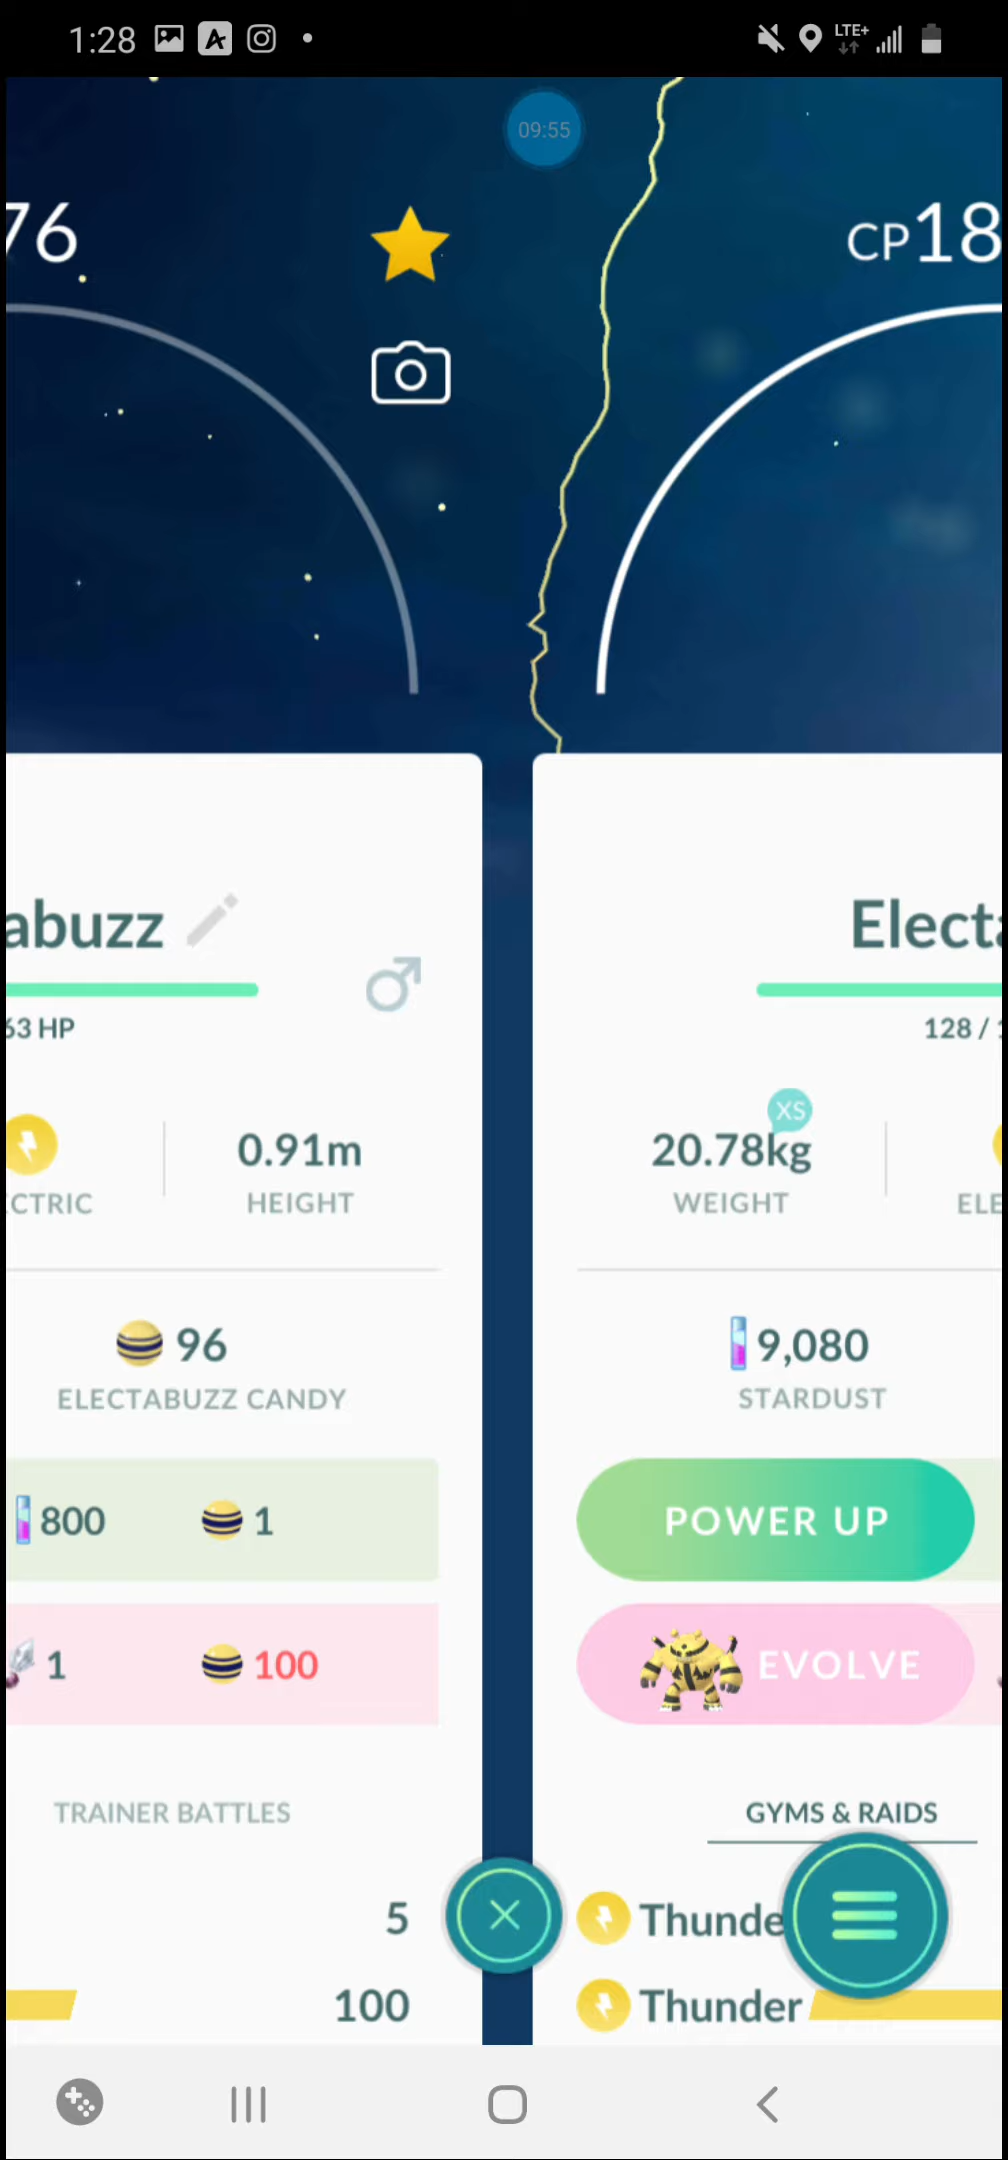 1:28 LTE+
09:55
76 CP18
abuzz Electa
63 HP 128 /
XS
0.91m 20.78kg
CTRIC HEIGHT WEIGHT ELE
96 9,080
ELECTABUZZ CANDY STARDUST
800 1 POWER UP
1 100 EVOLVE
TRAINER BATTLES GYMS & RAIDS
5 Thunde
100 Thunder